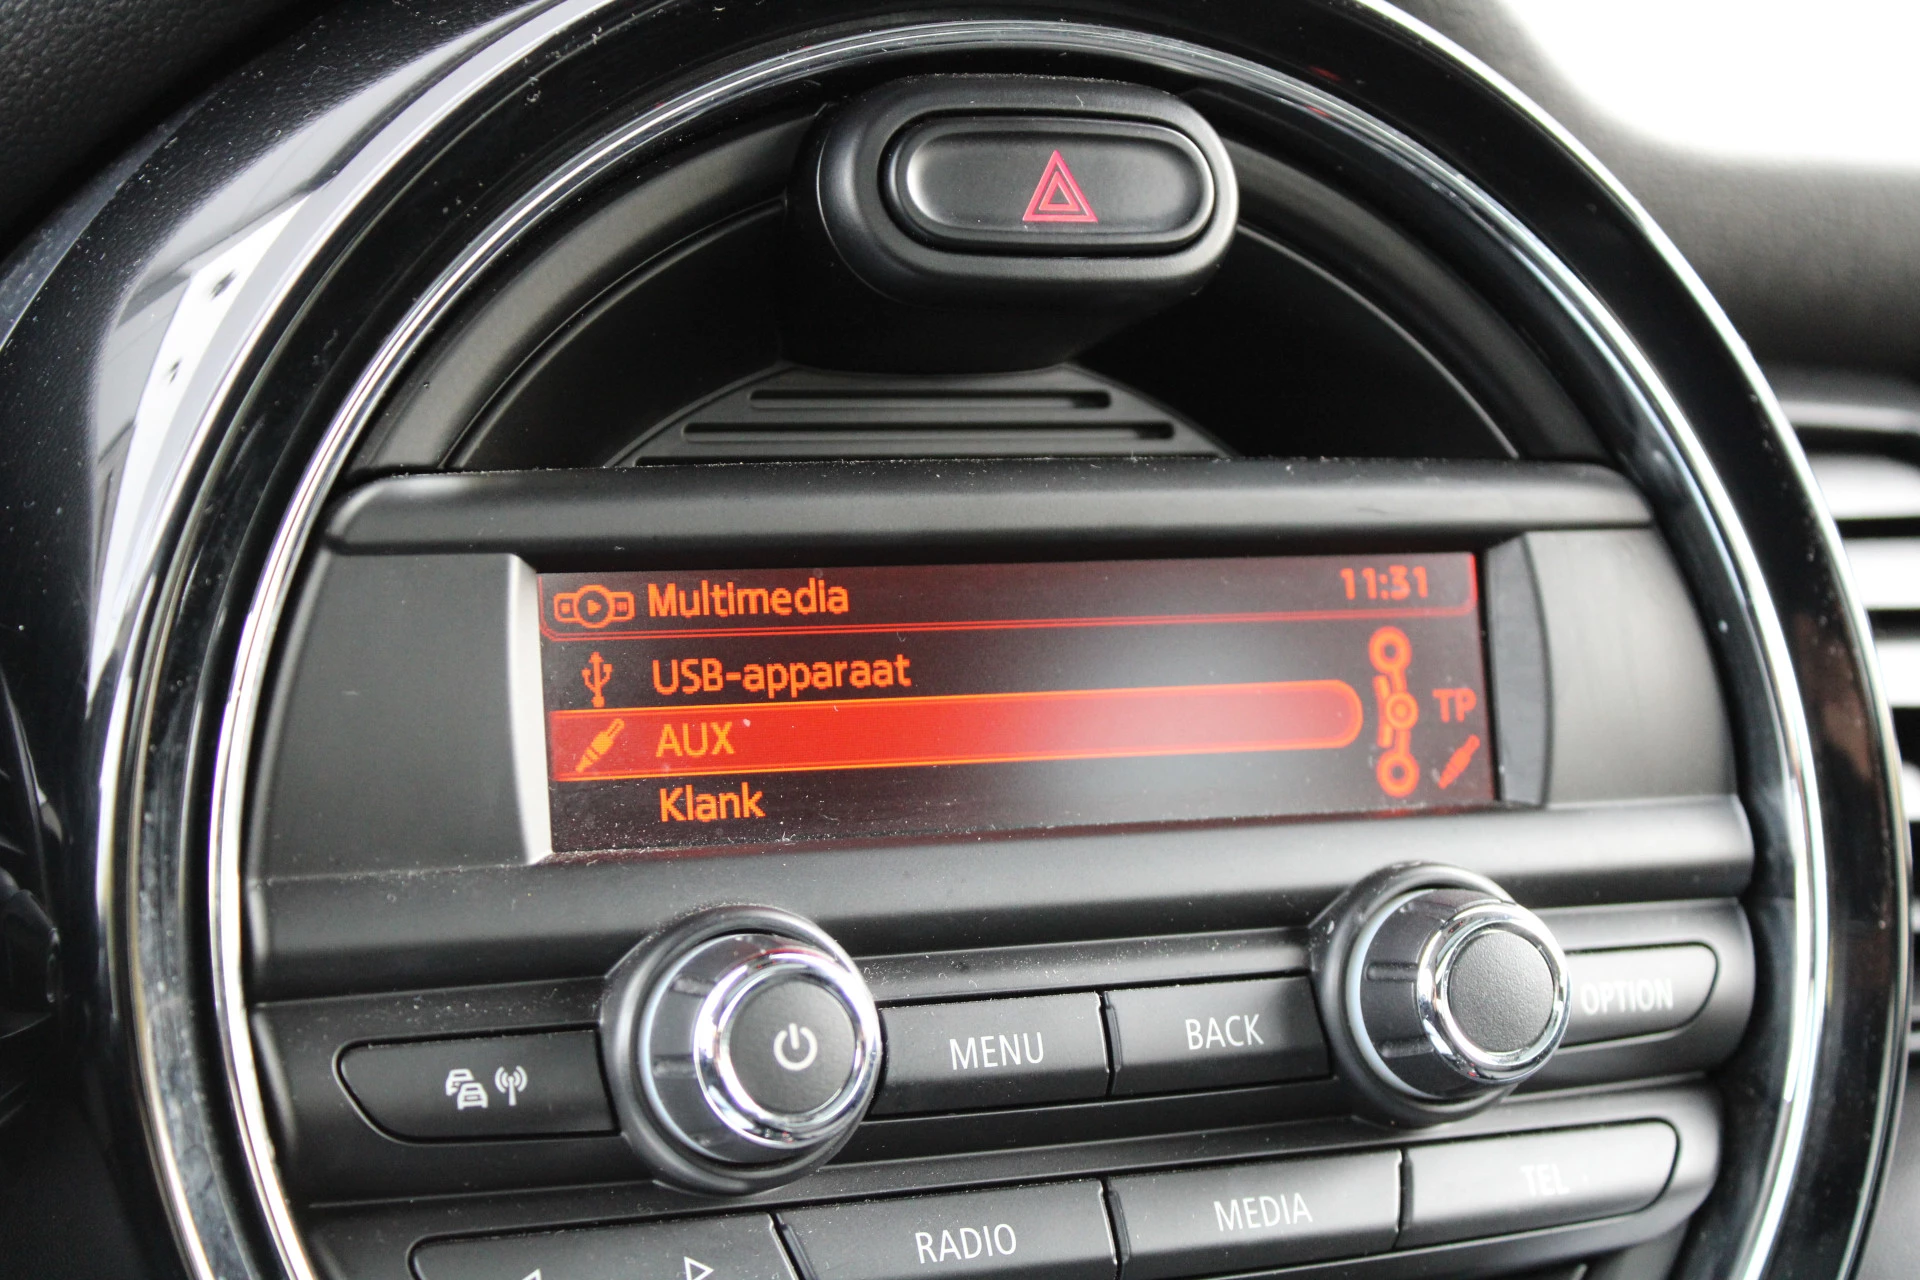 Multimedia 11:31
USB-apparaat
AUX TP
Klank
MENU BACK OPTION
RADIO MEDIA TEL